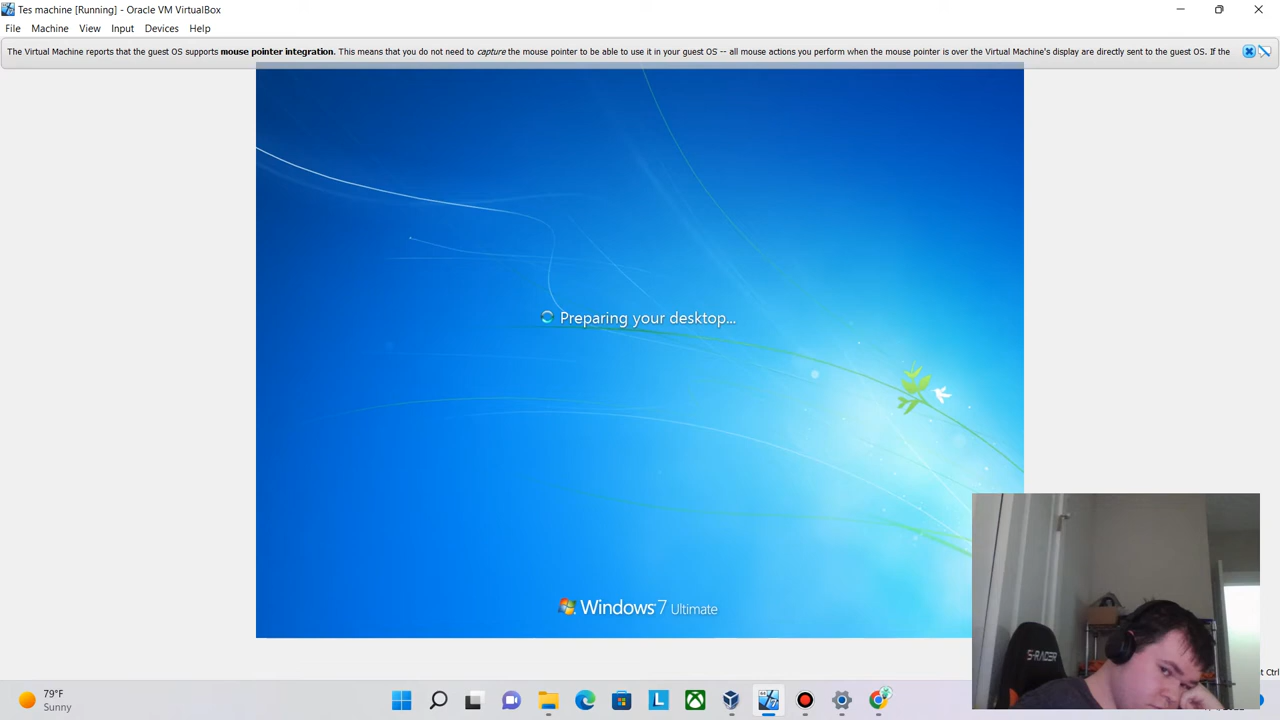 Tes machine [Running] - Oracle VM VirtualBox
File Machine View Input Devices Help
The Virtual Machine reports that the guest OS supports mouse pointer integration. This means that you do not need to capture the mouse pointer to be able to use it in your guest OS -- all mouse actions you perform when the mouse pointer is over the Virtual Machine's display are directly sent to the guest OS. If the
Preparing your desktop...
Windows 7 Ultimate
S-RACER
t Ctrl
79°F
Sunny